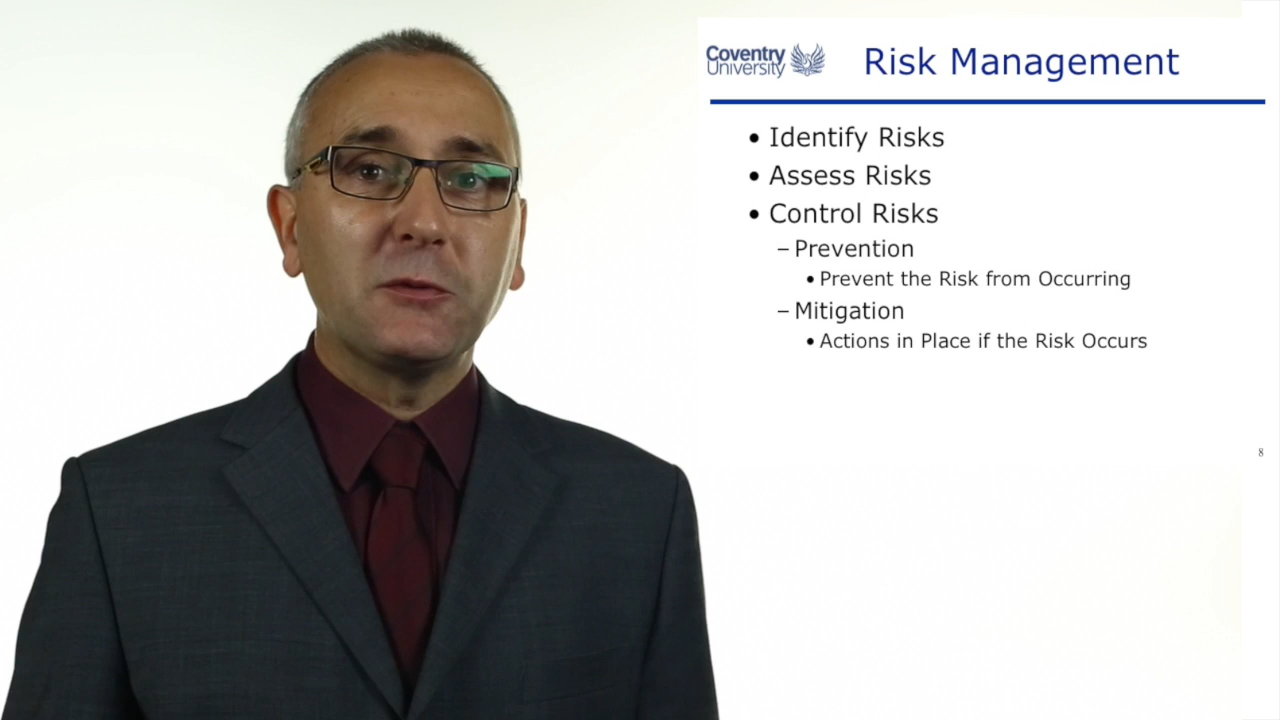 Coventry
University
Risk Management
• Identify Risks
• Assess Risks
• Control Risks
– Prevention
• Prevent the Risk from Occurring
– Mitigation
• Actions in Place if the Risk Occurs
8